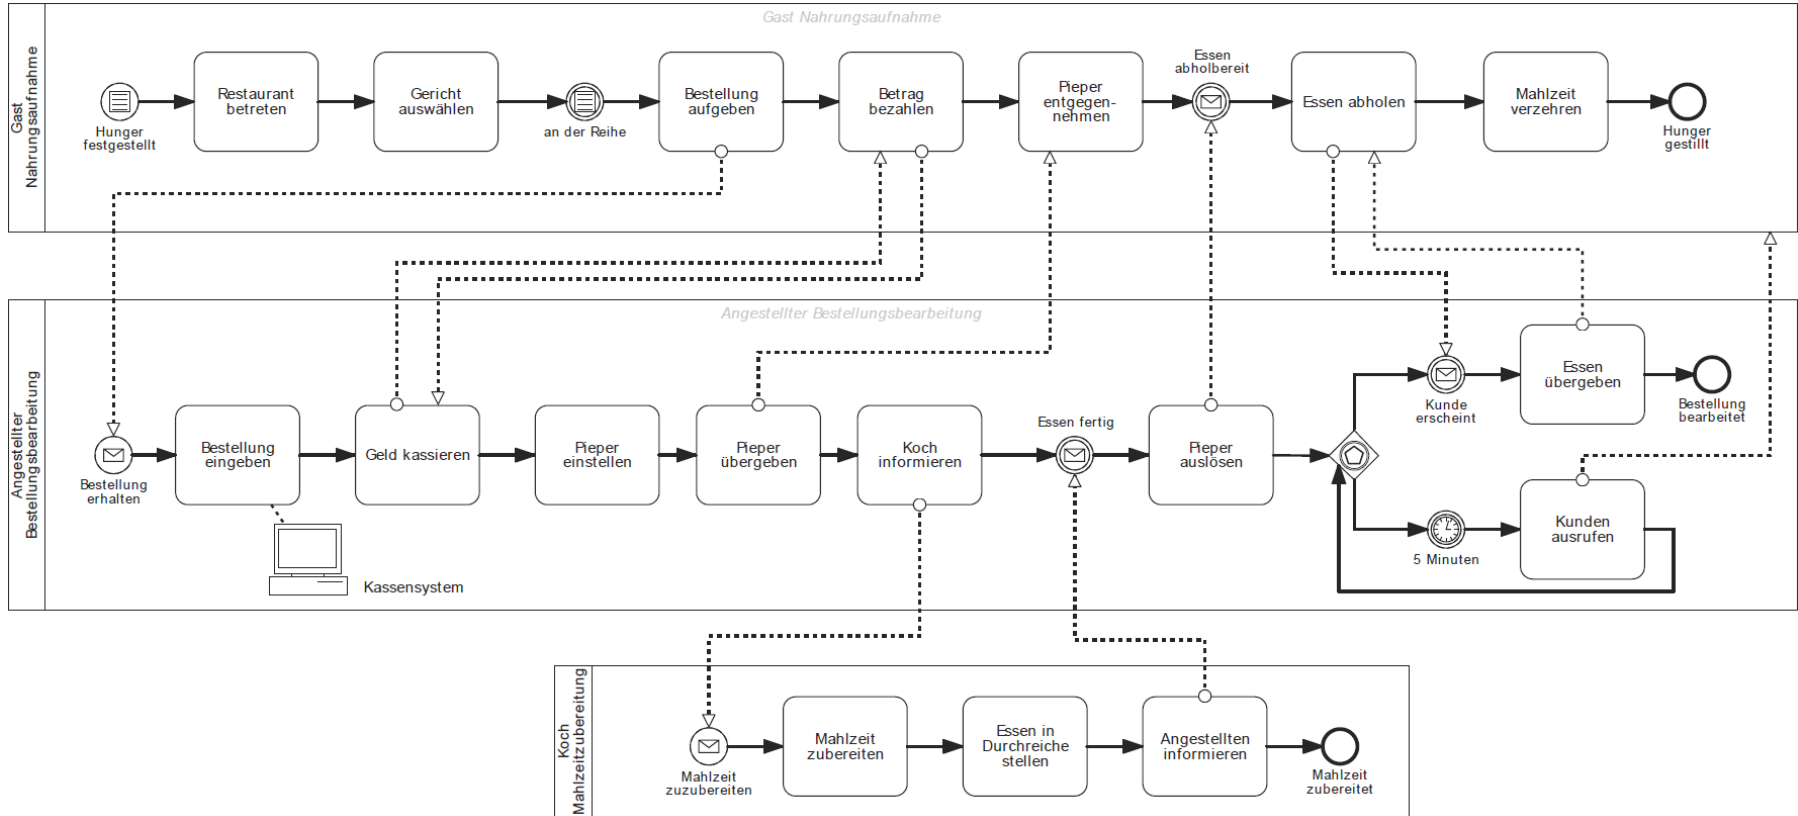 Gast Nahrungsaufnahme
Gast
Nahrungsaufnahme
Hunger
festgestellt
Restaurant
betreten
Gericht
auswählen
an der Reihe
Bestellung
aufgeben
Betrag
bezahlen
Pieper
entgegen-
nehmen
Essen
abholbereit
Essen abholen
Mahlzeit
verzehren
Hunger
gestillt
Angestellter Bestellungsbearbeitung
Angestellter
Bestellungsbearbeitung
Bestellung
erhalten
Bestellung
eingeben
Kassensystem
Geld kassieren
Pieper
einstellen
Pieper
übergeben
Koch
informieren
Essen fertig
Pieper
auslösen
Kunde
erscheint
Essen
übergeben
Bestellung
bearbeitet
5 Minuten
Kunden
ausrufen
Koch
Mahlzeitzubereitung
Mahlzeit
zuzubereiten
Mahlzeit
zubereiten
Essen in
Durchreiche
stellen
Angestellten
informieren
Mahlzeit
zubereitet